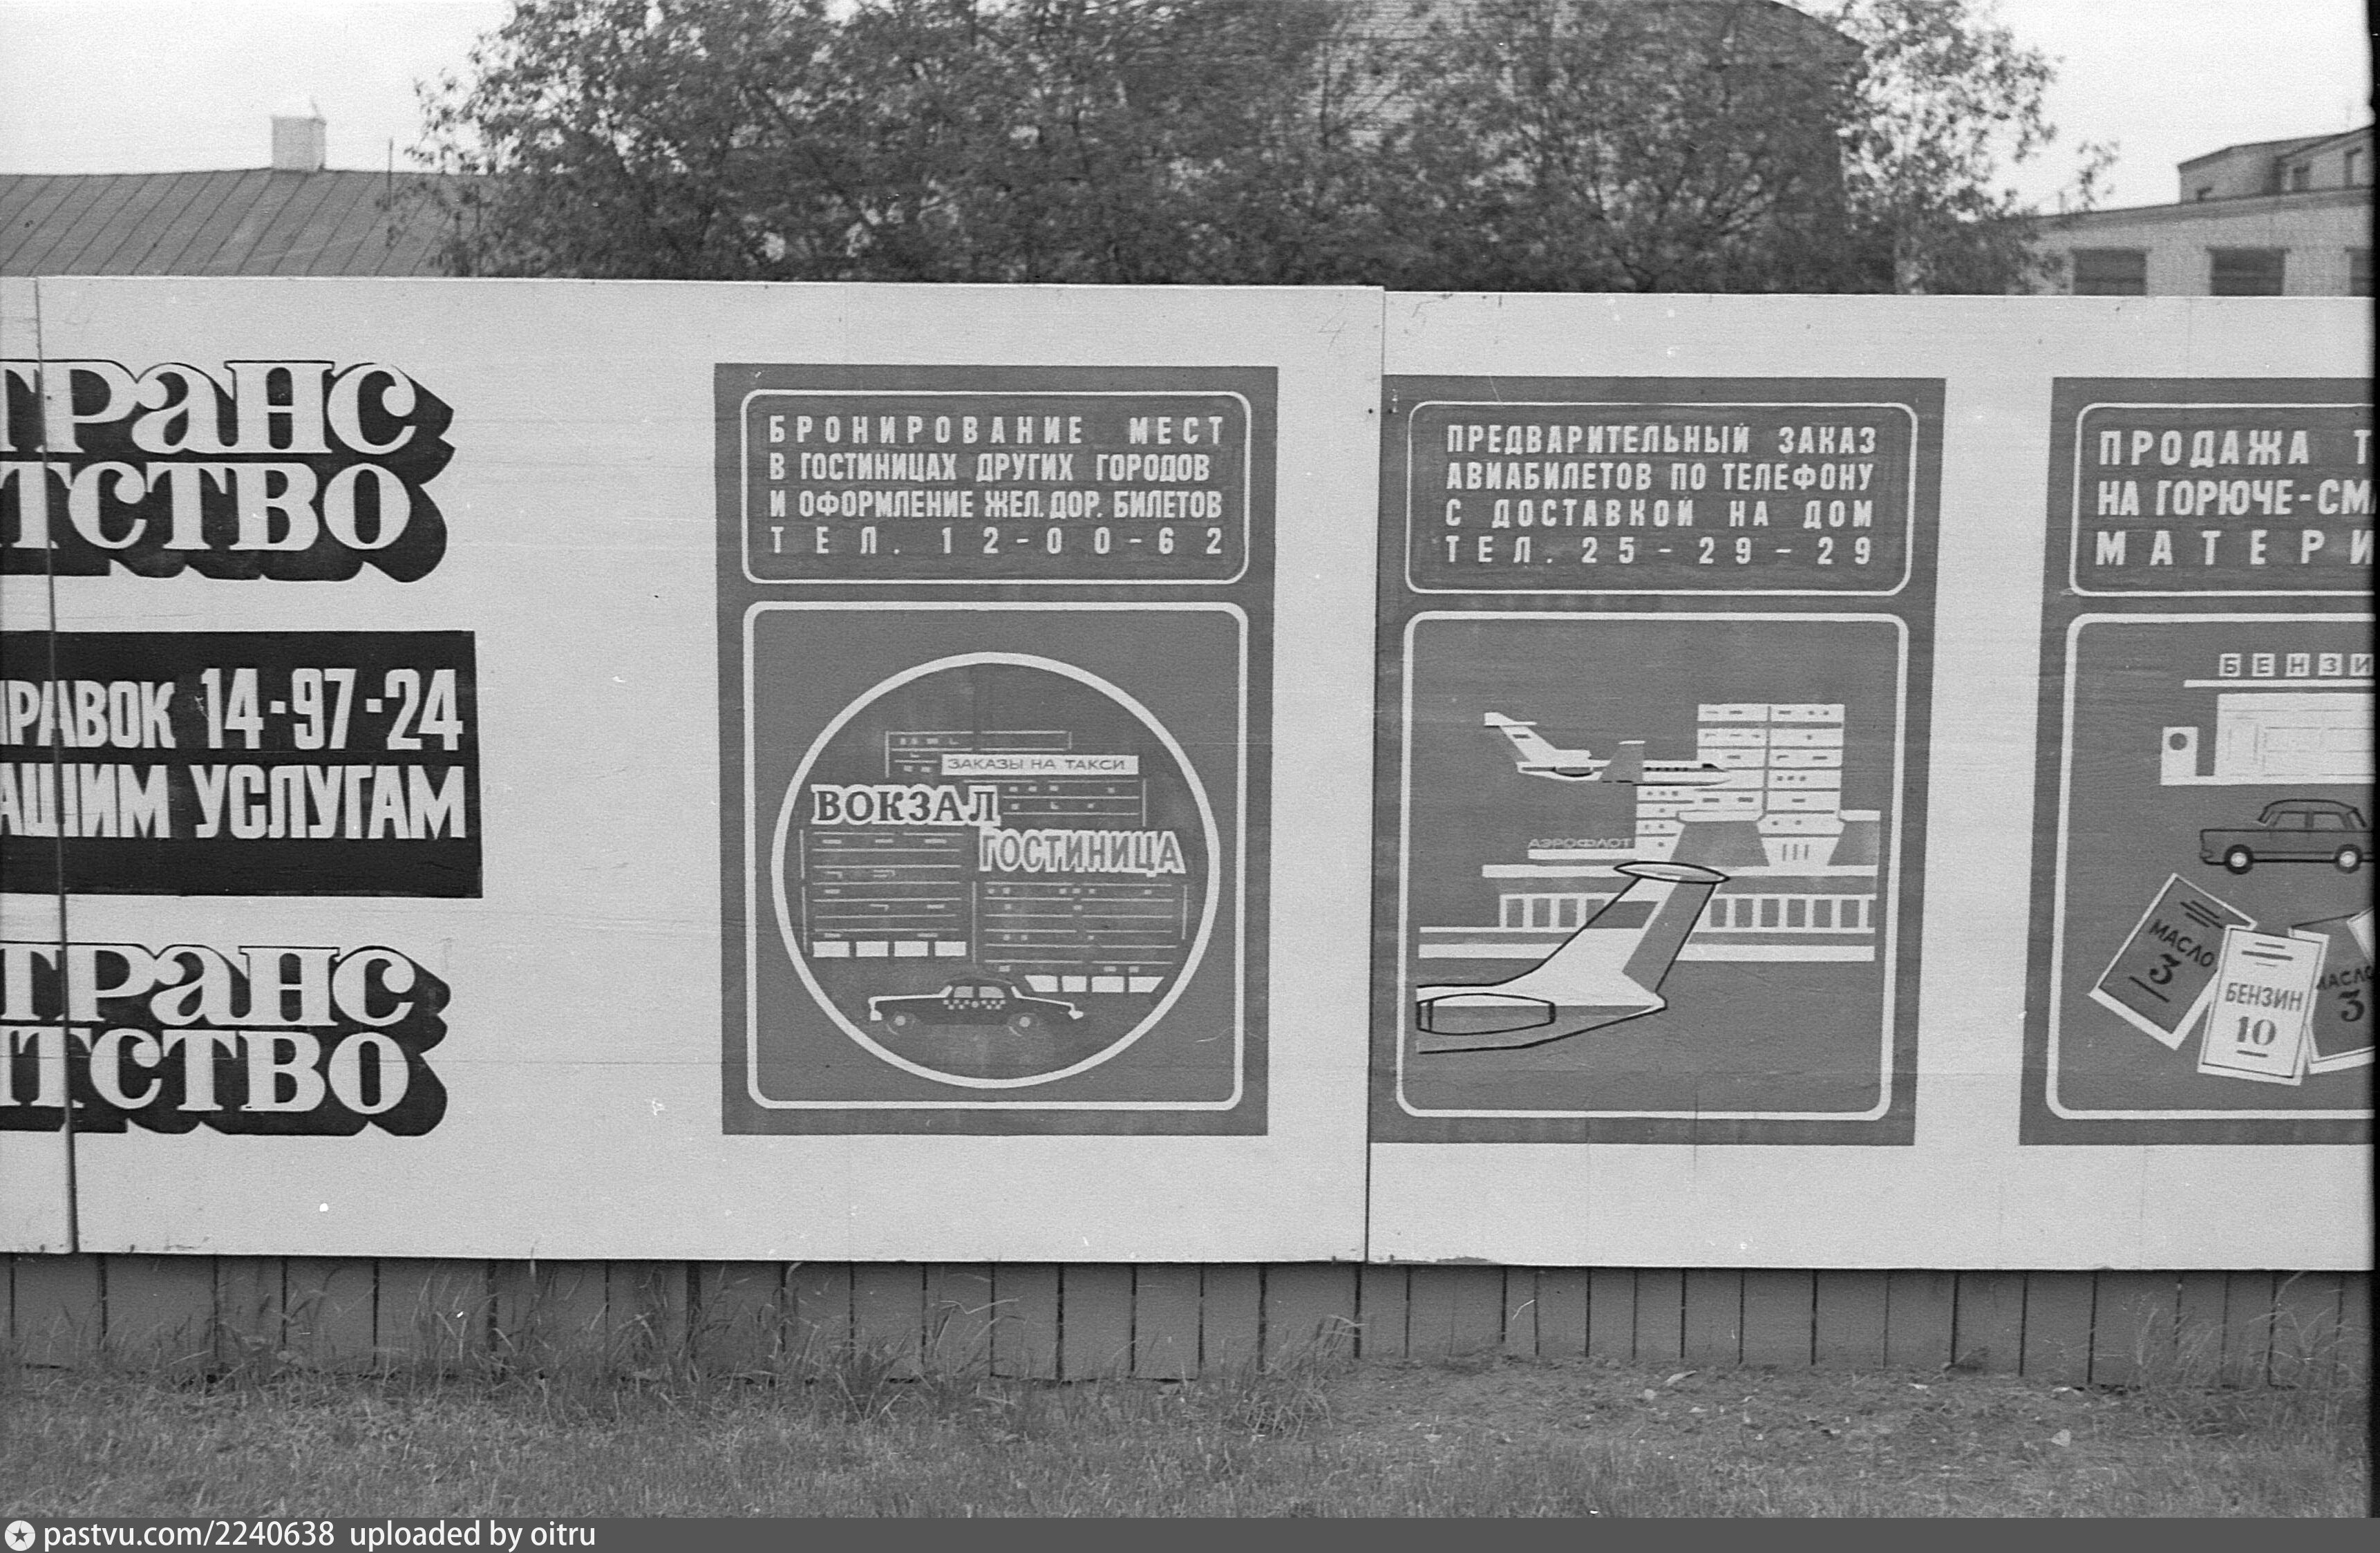 ТРАНС
ТСТВО
РАВОК 14-97-24
АШИМ УСЛУГАМ
ТРАНС
ТСТВО
БРОНИРОВАНИЕ МЕСТ
В ГОСТИНИЦАХ ДРУГИХ ГОРОДОВ
И ОФОРМЛЕНИЕ ЖЕЛ.ДОР. БИЛЕТОВ
ТЕЛ. 12-00-62
ЗАКАЗЫ НА ТАКСИ
ВОКЗАЛ
ГОСТИНИЦА
ПРЕДВАРИТЕЛЬНЫЙ ЗАКАЗ
АВИАБИЛЕТОВ ПО ТЕЛЕФОНУ
С ДОСТАВКОЙ НА ДОМ
ТЕЛ. 25-29-29
АЭРОФЛОТ
ПРОДАЖА Т
НА ГОРЮЧЕ-СМ
МАТЕРИ
БЕНЗИ
МАСЛО
3
БЕНЗИН
10
МАСЛО
3
pastvu.com/2240638 uploaded by oitru